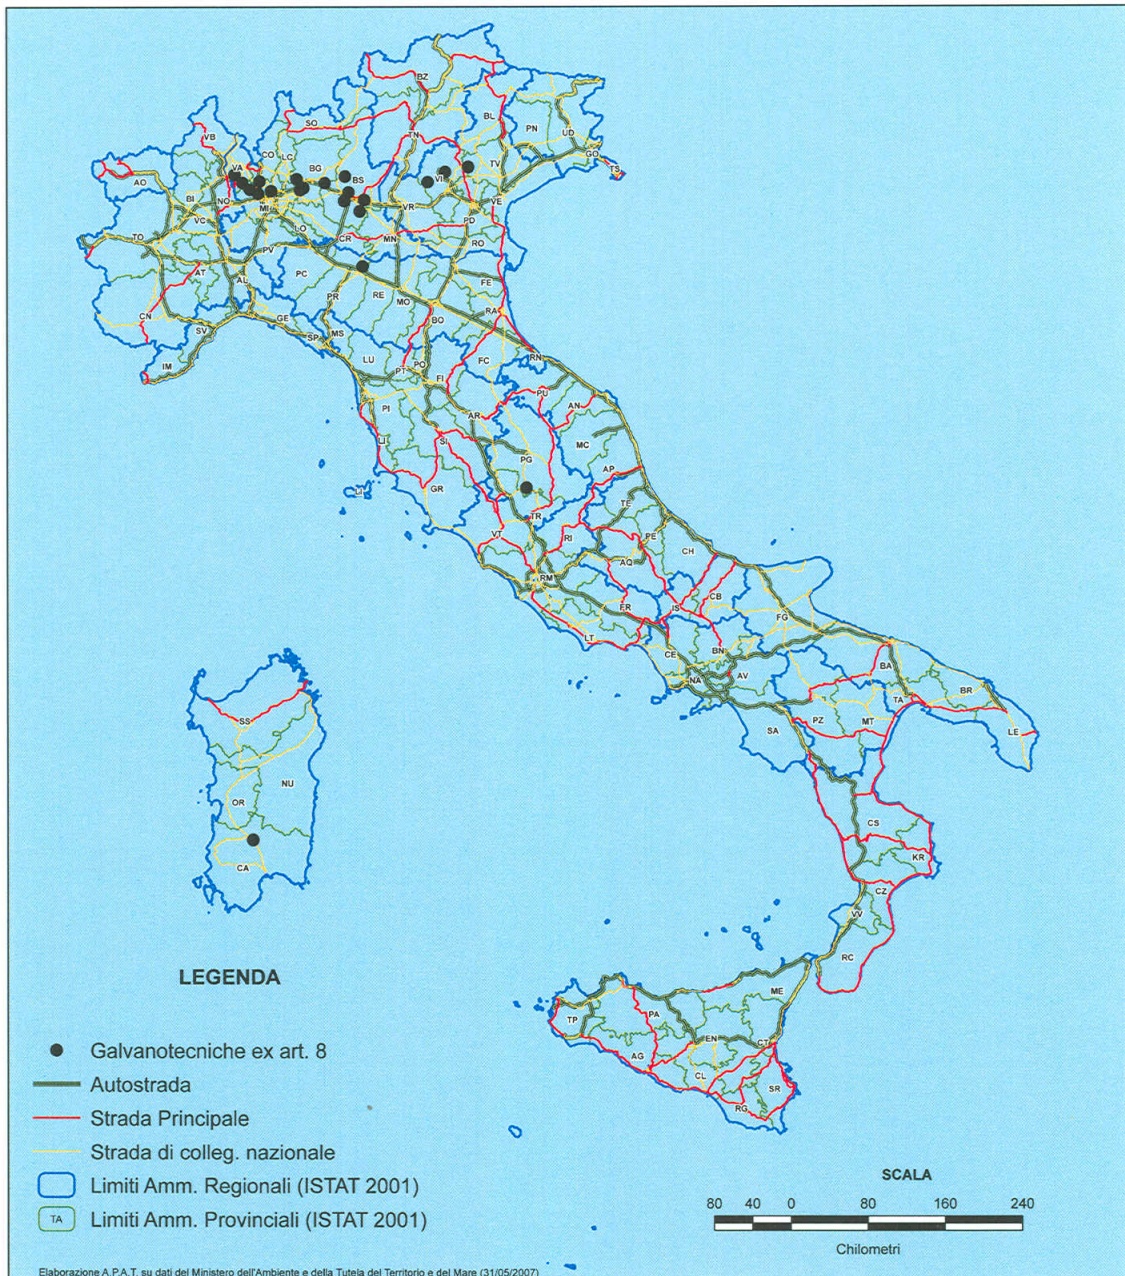 BZ
SO
BL
VB
TN
PN
UD
CO
LC
VA
BG
BS
VI
TV
GO
TS
AO
BI
NO
MI
VR
VE
VC
LO
CR
MN
PD
TO
PV
RO
AT
AL
PC
PR
RE
MO
FE
CN
GE
BO
RA
SV
SP
MS
IM
LU
PT
PO
FI
FC
RN
PI
PU
AN
AR
LI
SI
MC
PG
AP
LI
GR
TE
TR
VT
RI
PE
CH
AQ
RM
CB
FR
IS
FG
LT
CE
BN
NA
AV
BA
BR
TA
SS
PZ
MT
SA
LE
NU
OR
CS
CA
KR
CZ
VV
RC
ME
TP
PA
EN
CT
AG
CL
SR
RG
LEGENDA
Galvanotecniche ex art. 8
Autostrada
Strada Principale
Strada di colleg. nazionale
Limiti Amm. Regionali (ISTAT 2001)
TA Limiti Amm. Provinciali (ISTAT 2001)
SCALA
80 40 0 80 160 240
Chilometri
Elaborazione A.P.A.T. su dati del Ministero dell'Ambiente e della Tutela del Territorio e del Mare (31/05/2007)